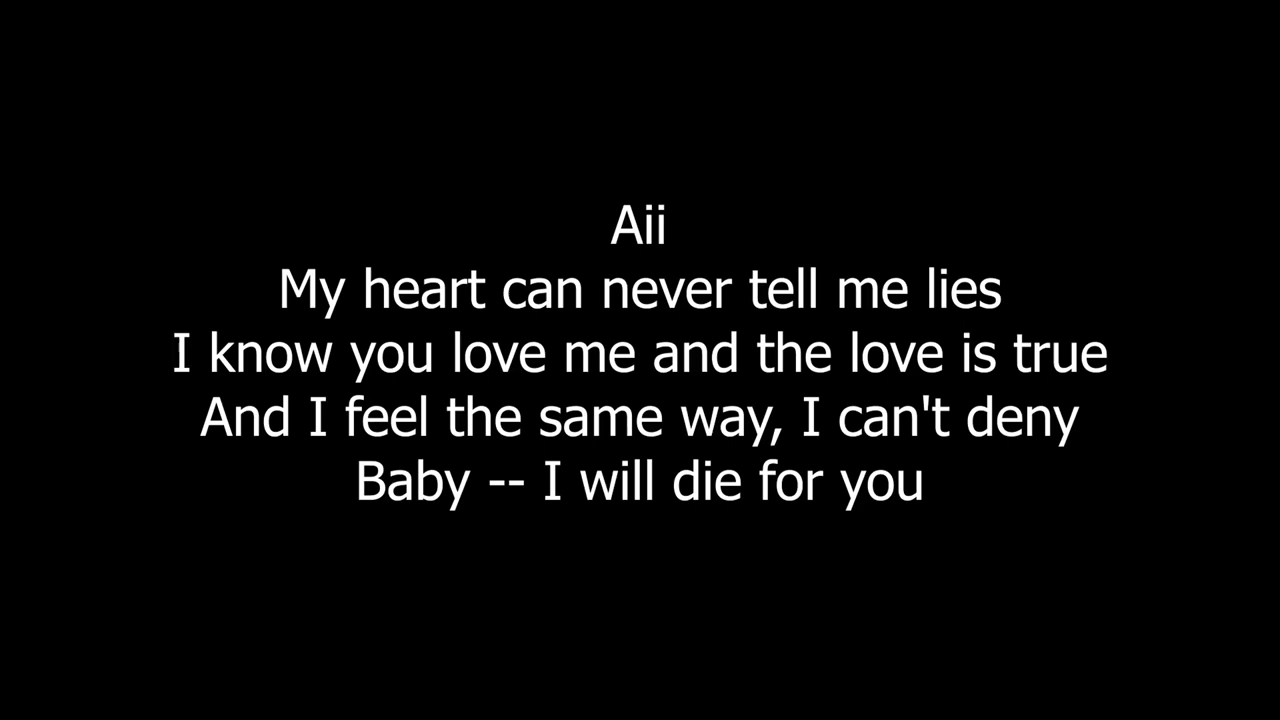 Aii
My heart can never tell me lies
I know you love me and the love is true
And I feel the same way, I can't deny
Baby -- I will die for you